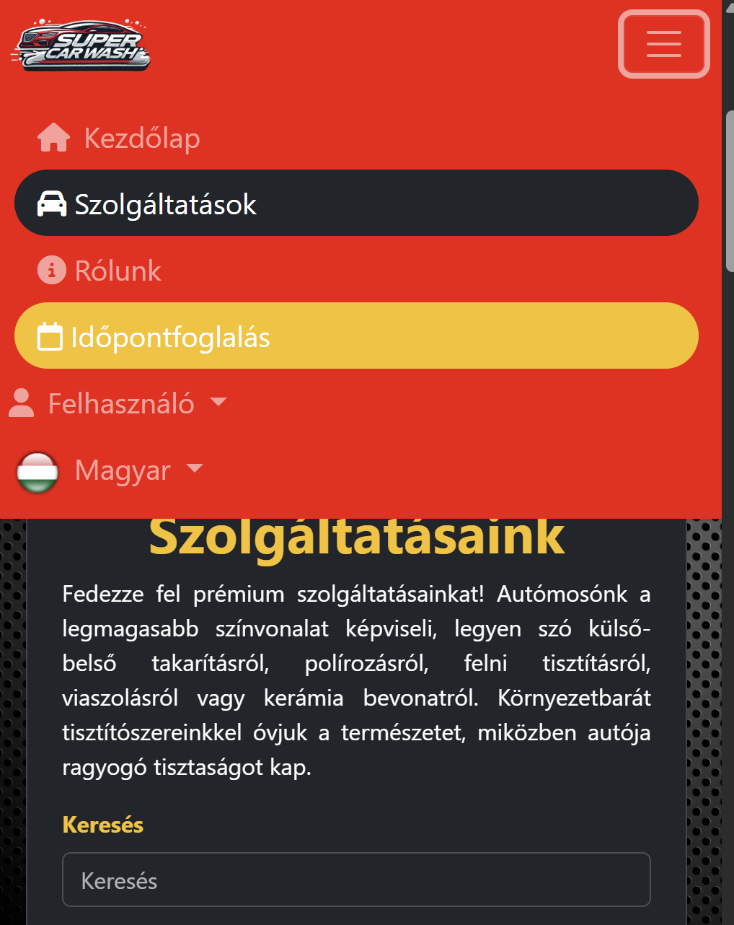 SUPER
CAR WASH
Kezdőlap
Szolgáltatások
Rólunk
Időpontfoglalás
Felhasználó
Magyar
Szolgáltatásaink
Fedezze fel prémium szolgáltatásainkat! Autómosónk a
legmagasabb színvonalat képviseli, legyen szó külső-
belső takarításról, polírozásról, felni tisztításról,
viaszolásról vagy kerámia bevonatról. Környezetbarát
tisztítószereinkkel óvjuk a természetet, miközben autója
ragyogó tisztaságot kap.
Keresés
Keresés